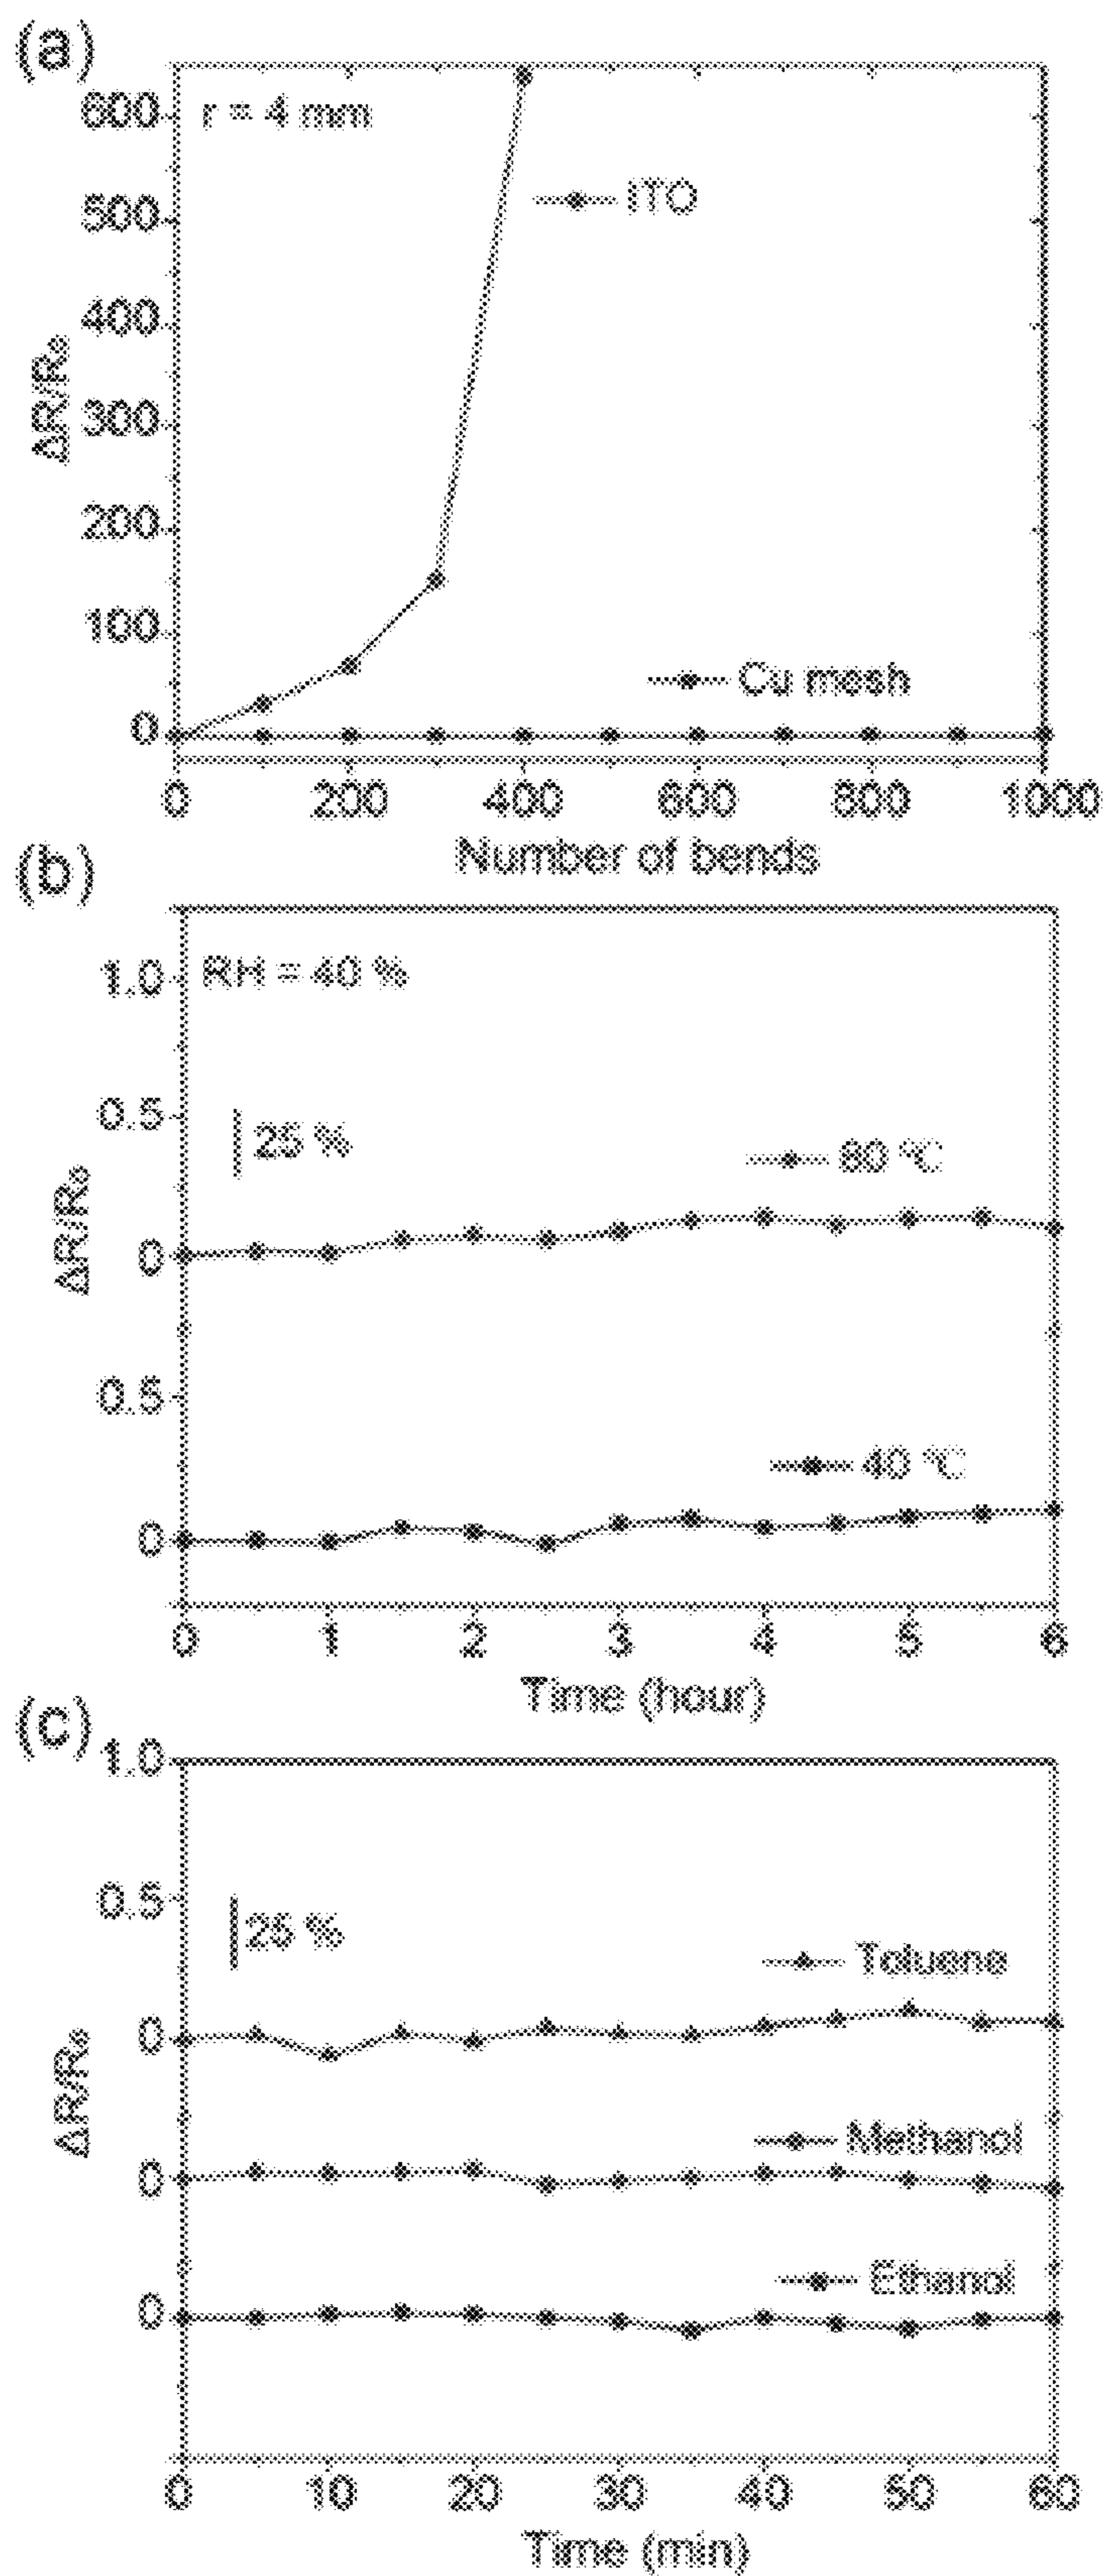 (a)
600
r = 4 mm
ITO
500
400
ΔR/R₀
300
200
100
Cu mesh
0
0 200 400 600 800 1000
Number of bends
(b)
1.0
RH = 40 %
0.5
25 %
80 ℃
ΔR/R₀
0
0.5
40 ℃
0
0 1 2 3 4 5 6
Time (hour)
(c)
1.0
0.5
25 %
Toluene
0
ΔR/R₀
Methanol
0
Ethanol
0
0 10 20 30 40 50 60
Time (min)